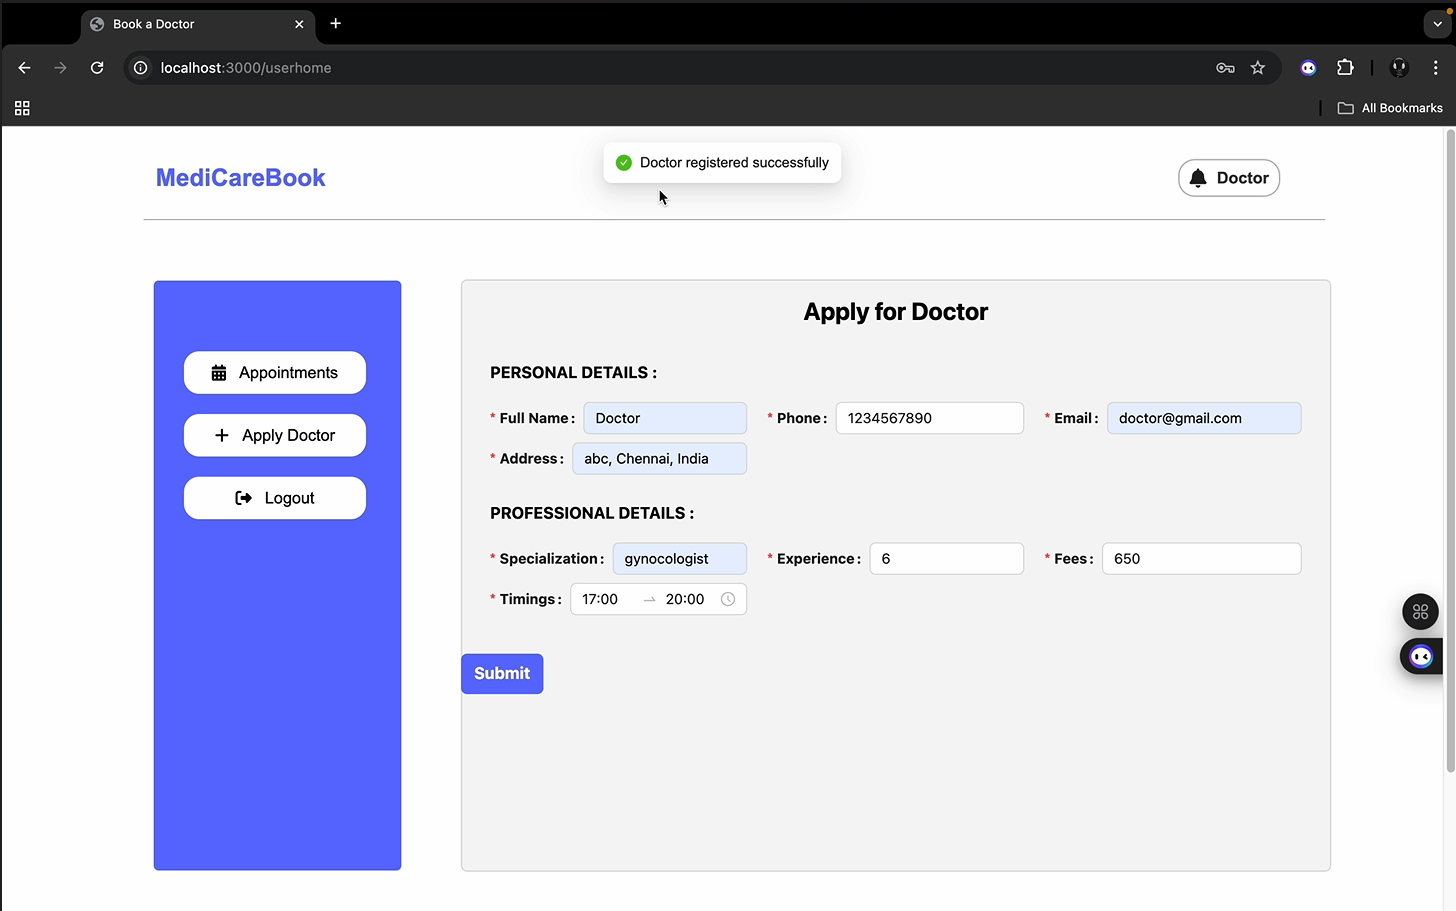 Book a Doctor
localhost:3000/userhome
All Bookmarks
MediCareBook
Doctor registered successfully
Doctor
Appointments
Apply Doctor
Logout
Apply for Doctor
PERSONAL DETAILS :
* Full Name : Doctor * Phone : 1234567890 * Email : doctor@gmail.com
* Address : abc, Chennai, India
PROFESSIONAL DETAILS :
* Specialization : gynocologist * Experience : 6 * Fees : 650
* Timings : 17:00 → 20:00
Submit